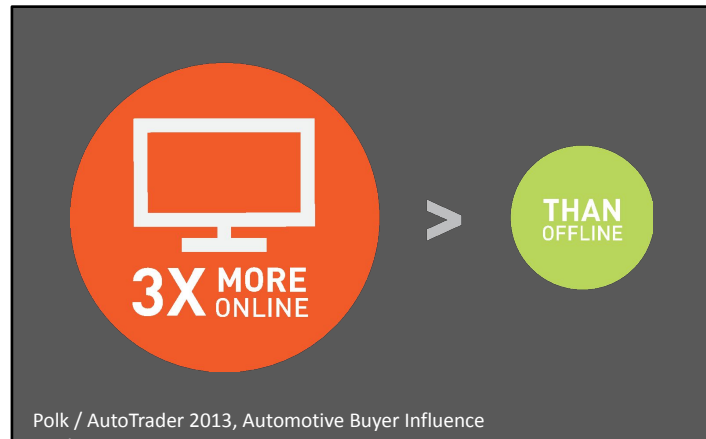 3X MORE
ONLINE
>
THAN
OFFLINE
Polk / AutoTrader 2013, Automotive Buyer Influence